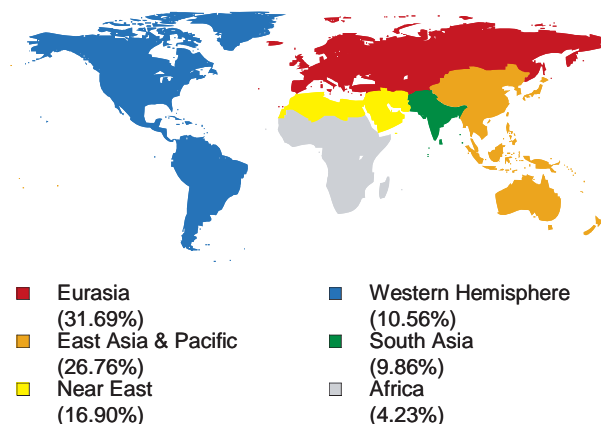 Eurasia
(31.69%)
East Asia & Pacific
(26.76%)
Near East
(16.90%)
Western Hemisphere
(10.56%)
South Asia
(9.86%)
Africa
(4.23%)